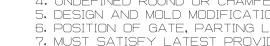 4. UNDEFINED ROUND OR CHAMFE
5. DESIGN AND MOLD MODIFICATIO
6. POSITION OF GATE, PARTING L
7. MUST SATISFY LATEST PROVI